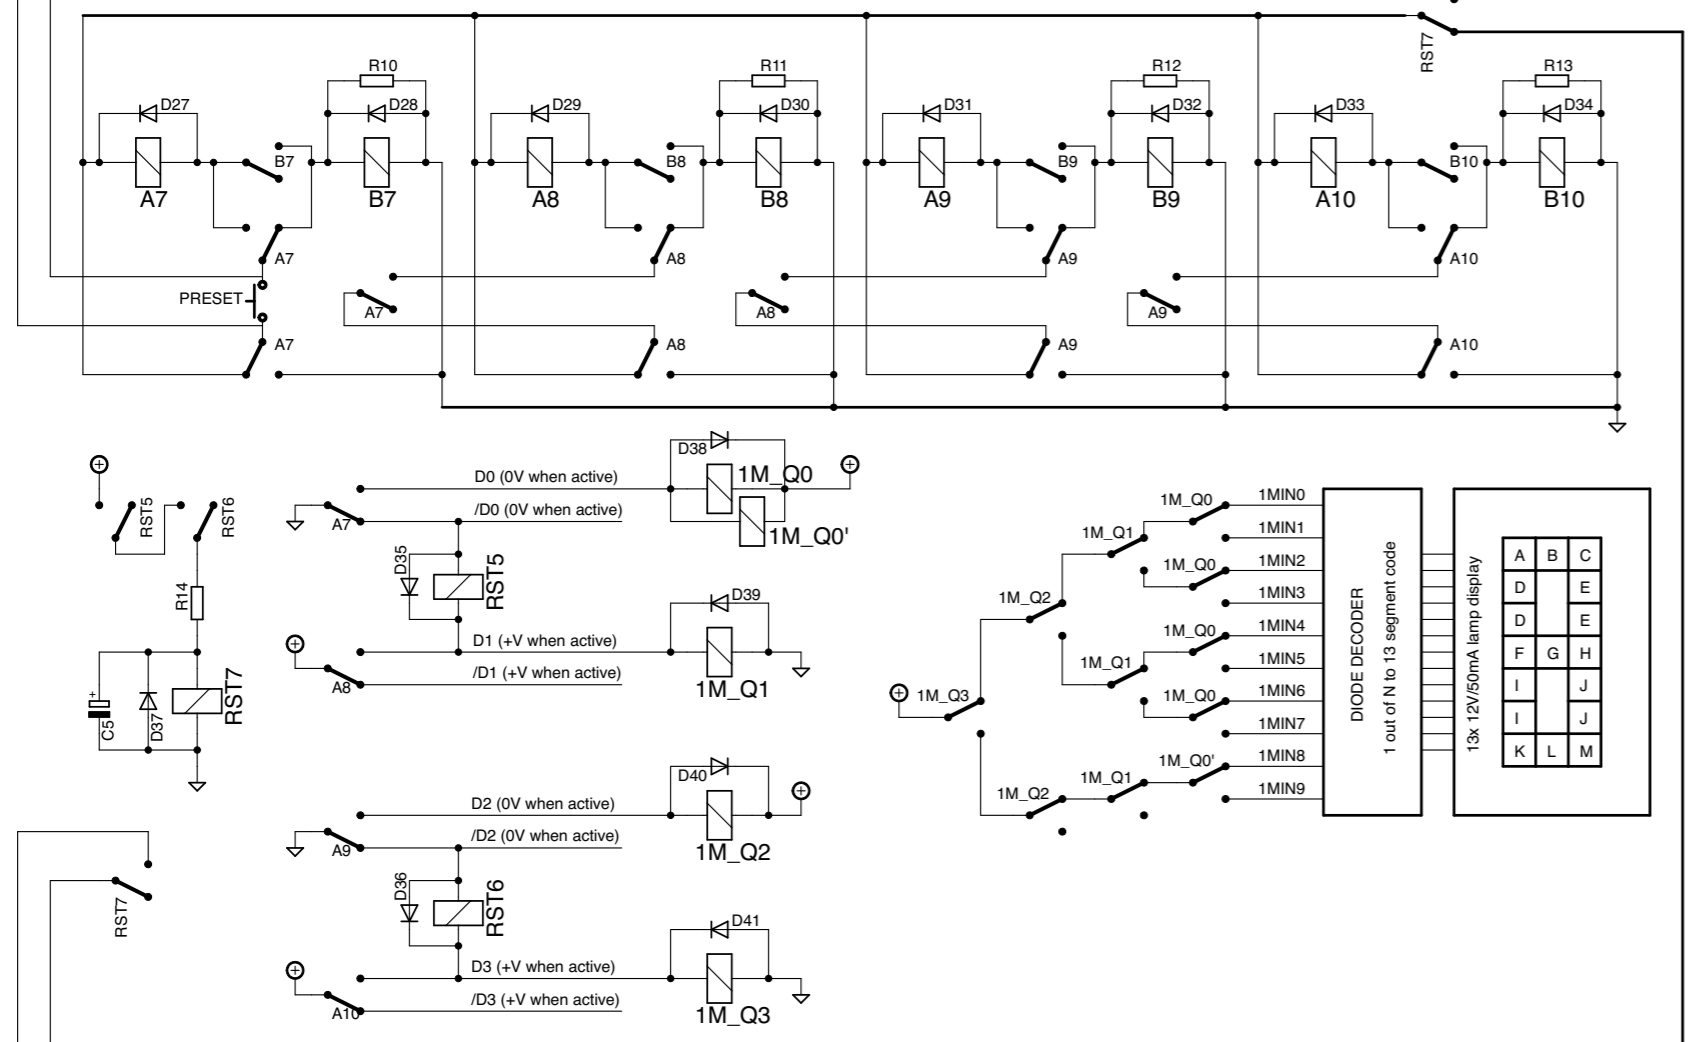 RST7
R10
R11
R12
R13
D27
D28
D29
D30
D31
D32
D33
D34
B7
B8
B9
B10
A7
B7
A8
B8
A9
B9
A10
B10
A7
A8
A9
A10
PRESET
A7
A8
A9
A7
A8
A9
A10
D38
1M_Q0
D0 (0V when active)
/D0 (0V when active)
1M_Q0'
A7
RST5
RST6
D35
RST5
R14
D39
D1 (+V when active)
/D1 (+V when active)
1M_Q1
A8
+
C5
D37
RST7
D40
D2 (0V when active)
/D2 (0V when active)
1M_Q2
A9
D36
RST6
RST7
D41
D3 (+V when active)
/D3 (+V when active)
1M_Q3
A10
1M_Q3
1M_Q2
1M_Q2
1M_Q1
1M_Q1
1M_Q1
1M_Q0
1M_Q0
1M_Q0
1M_Q0
1M_Q0'
1MIN0
1MIN1
1MIN2
1MIN3
1MIN4
1MIN5
1MIN6
1MIN7
1MIN8
1MIN9
DIODE DECODER
1 out of N to 13 segment code
13x 12V/50mA lamp display
A B C
D E
D E
F G H
I J
I J
K L M